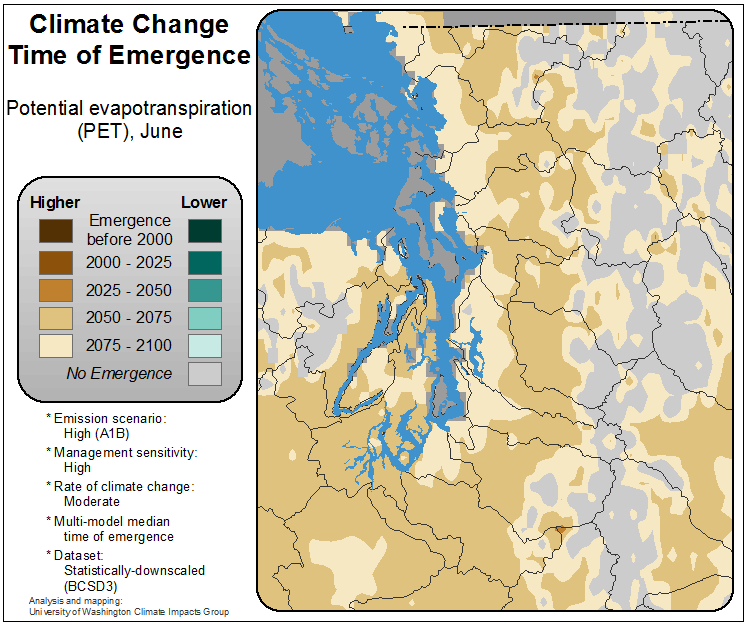 Climate Change
Time of Emergence
Potential evapotranspiration
(PET), June
Higher Lower
Emergence
before 2000
2000 - 2025
2025 - 2050
2050 - 2075
2075 - 2100
No Emergence
* Emission scenario:
High (A1B)
* Management sensitivity:
High
* Rate of climate change:
Moderate
* Multi-model median
time of emergence
* Dataset:
Statistically-downscaled
(BCSD3)
Analysis and mapping:
University of Washington Climate Impacts Group